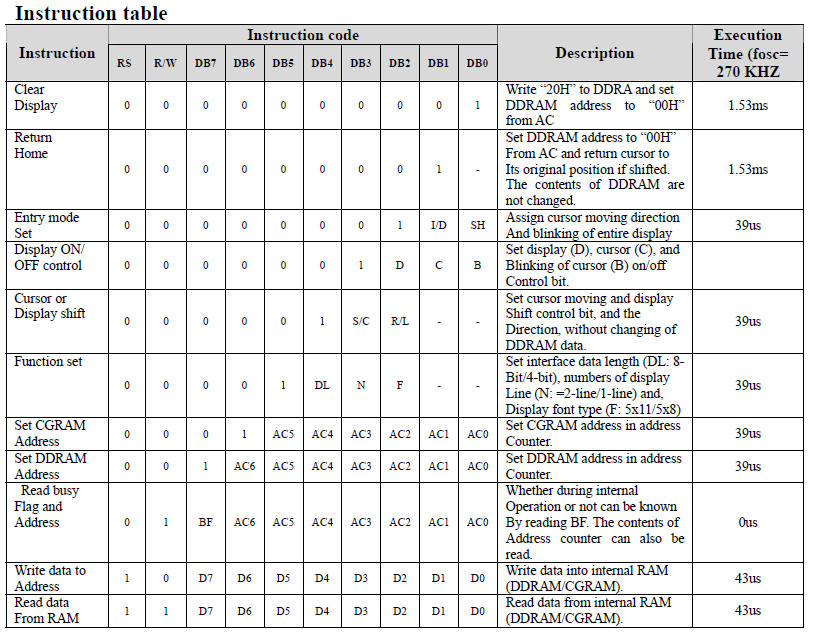 Instruction table
Instruction code
Execution
Time (fosc=
270 KHZ
Instruction
RS R/W DB7 DB6 DB5 DB4 DB3 DB2 DB1 DB0
Description
Clear
Display
0 0 0 0 0 0 0 0 0 1
Write “20H” to DDRA and set
DDRAM address to “00H”
from AC
1.53ms
Return
Home
0 0 0 0 0 0 0 0 1 -
Set DDRAM address to “00H”
From AC and return cursor to
Its original position if shifted.
The contents of DDRAM are
not changed.
1.53ms
Entry mode
Set
0 0 0 0 0 0 0 1 I/D SH
Assign cursor moving direction
And blinking of entire display
39us
Display ON/
OFF control
0 0 0 0 0 0 1 D C B
Set display (D), cursor (C), and
Blinking of cursor (B) on/off
Control bit.
Cursor or
Display shift
0 0 0 0 0 1 S/C R/L - -
Set cursor moving and display
Shift control bit, and the
Direction, without changing of
DDRAM data.
39us
Function set
0 0 0 0 1 DL N F - -
Set interface data length (DL: 8-
Bit/4-bit), numbers of display
Line (N: =2-line/1-line) and,
Display font type (F: 5x11/5x8)
39us
Set CGRAM
Address
0 0 0 1 AC5 AC4 AC3 AC2 AC1 AC0
Set CGRAM address in address
Counter.
39us
Set DDRAM
Address
0 0 1 AC6 AC5 AC4 AC3 AC2 AC1 AC0
Set DDRAM address in address
Counter.
39us
Read busy
Flag and
Address
0 1 BF AC6 AC5 AC4 AC3 AC2 AC1 AC0
Whether during internal
Operation or not can be known
By reading BF. The contents of
Address counter can also be
read.
0us
Write data to
Address
1 0 D7 D6 D5 D4 D3 D2 D1 D0
Write data into internal RAM
(DDRAM/CGRAM).
43us
Read data
From RAM
1 1 D7 D6 D5 D4 D3 D2 D1 D0
Read data from internal RAM
(DDRAM/CGRAM).
43us